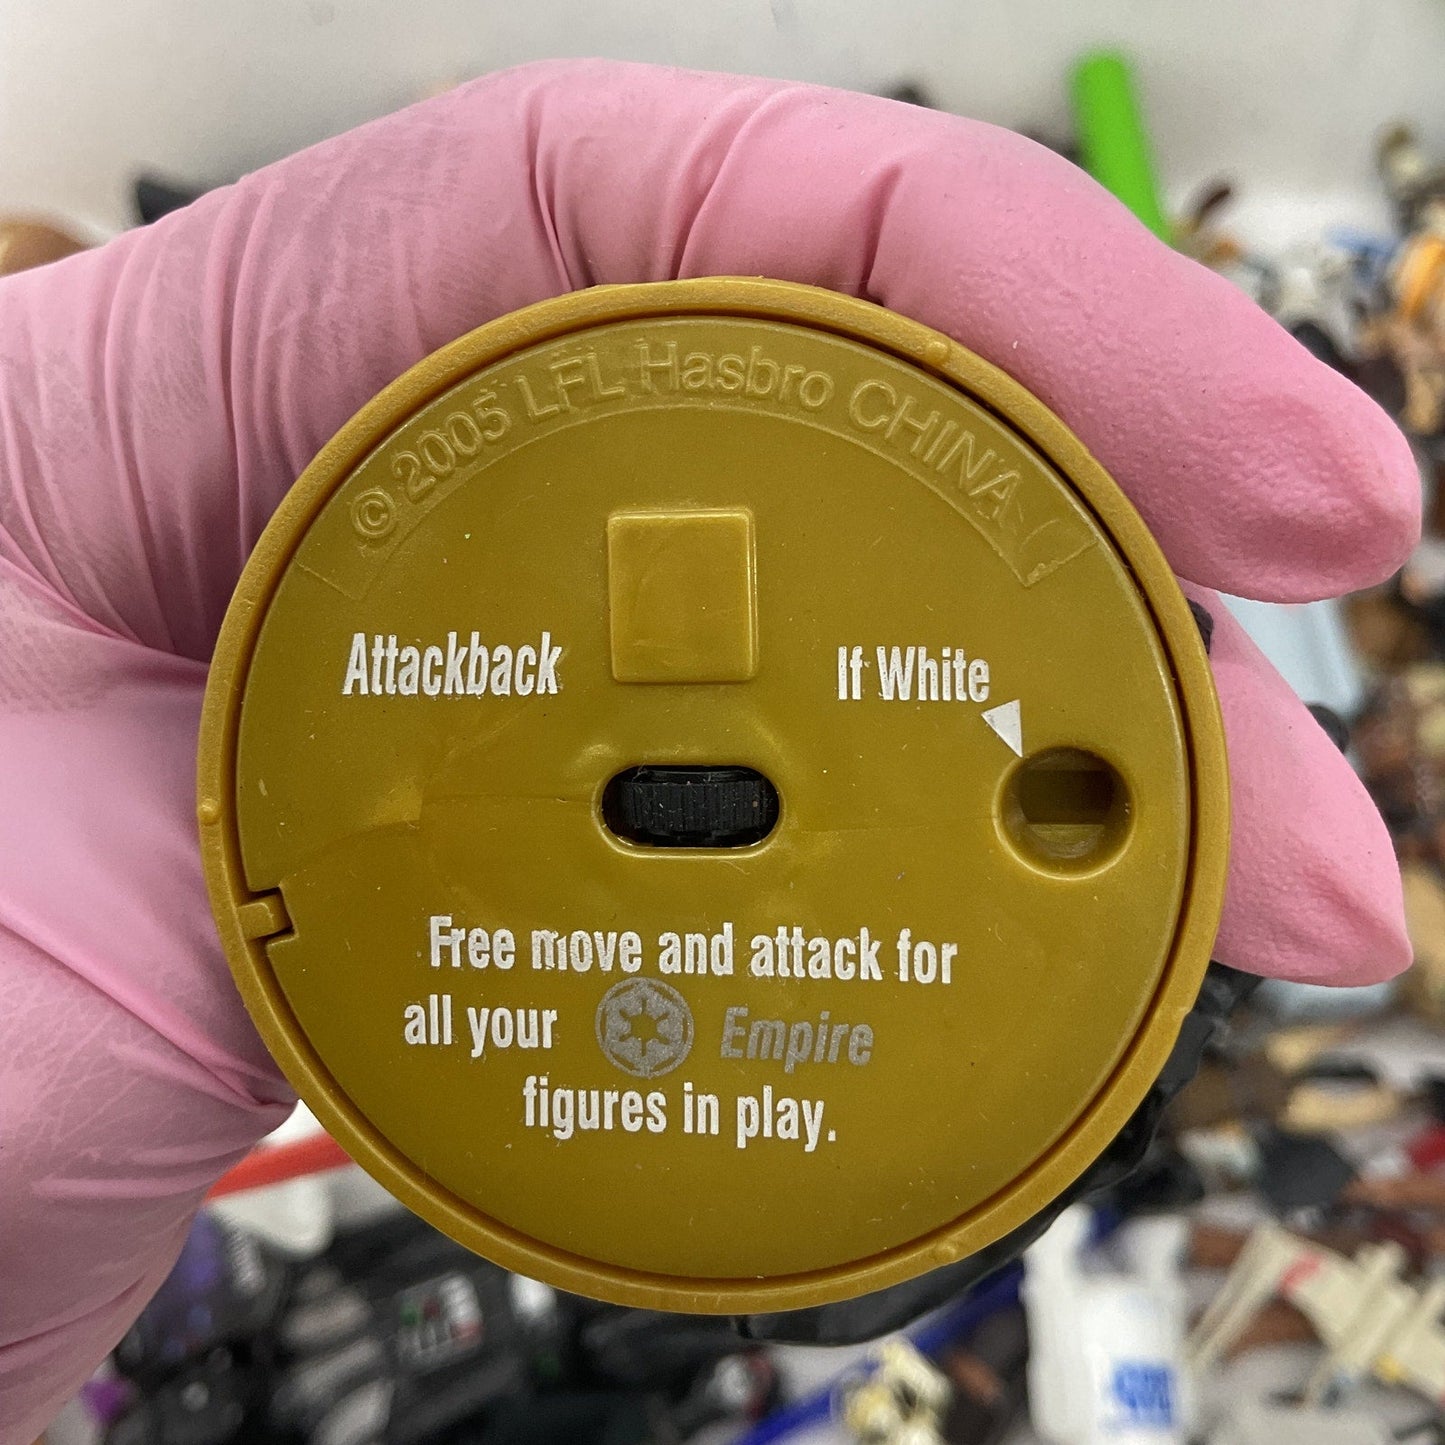 © 2005 LFL Hasbro CHINA
Attackback
If White
Free move and attack for
all your Empire
figures in play.